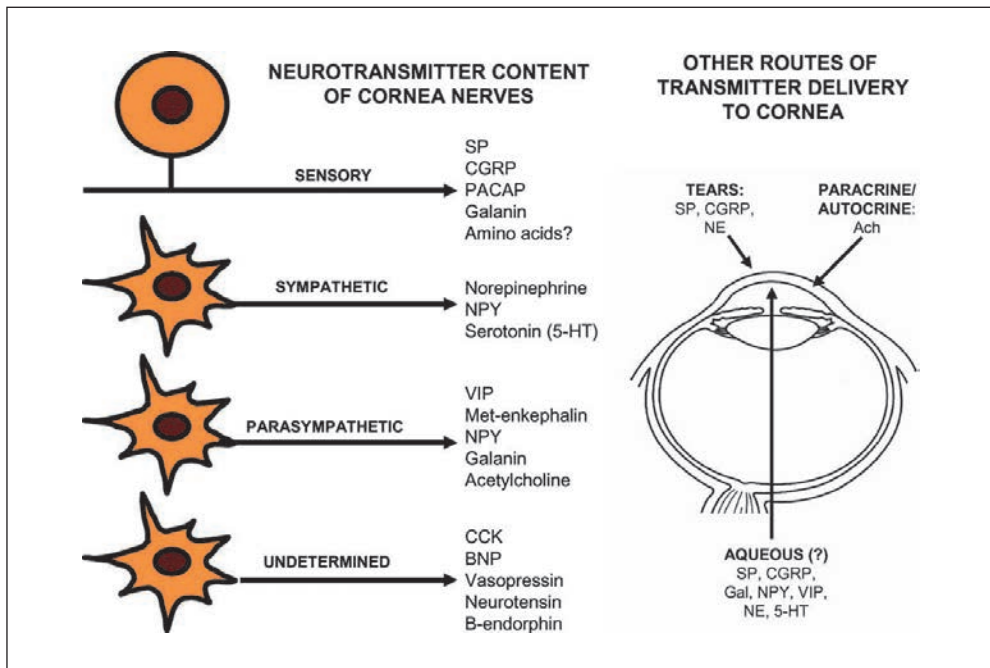 NEUROTRANSMITTER CONTENT
OF CORNEA NERVES
SENSORY
SP
CGRP
PACAP
Galanin
Amino acids?
SYMPATHETIC
Norepinephrine
NPY
Serotonin (5-HT)
PARASYMPATHETIC
VIP
Met-enkephalin
NPY
Galanin
Acetylcholine
UNDETERMINED
CCK
BNP
Vasopressin
Neurotensin
B-endorphin
OTHER ROUTES OF
TRANSMITTER DELIVERY
TO CORNEA
TEARS:
SP, CGRP,
NE
PARACRINE/
AUTOCRINE:
Ach
AQUEOUS (?)
SP, CGRP,
Gal, NPY, VIP,
NE, 5-HT